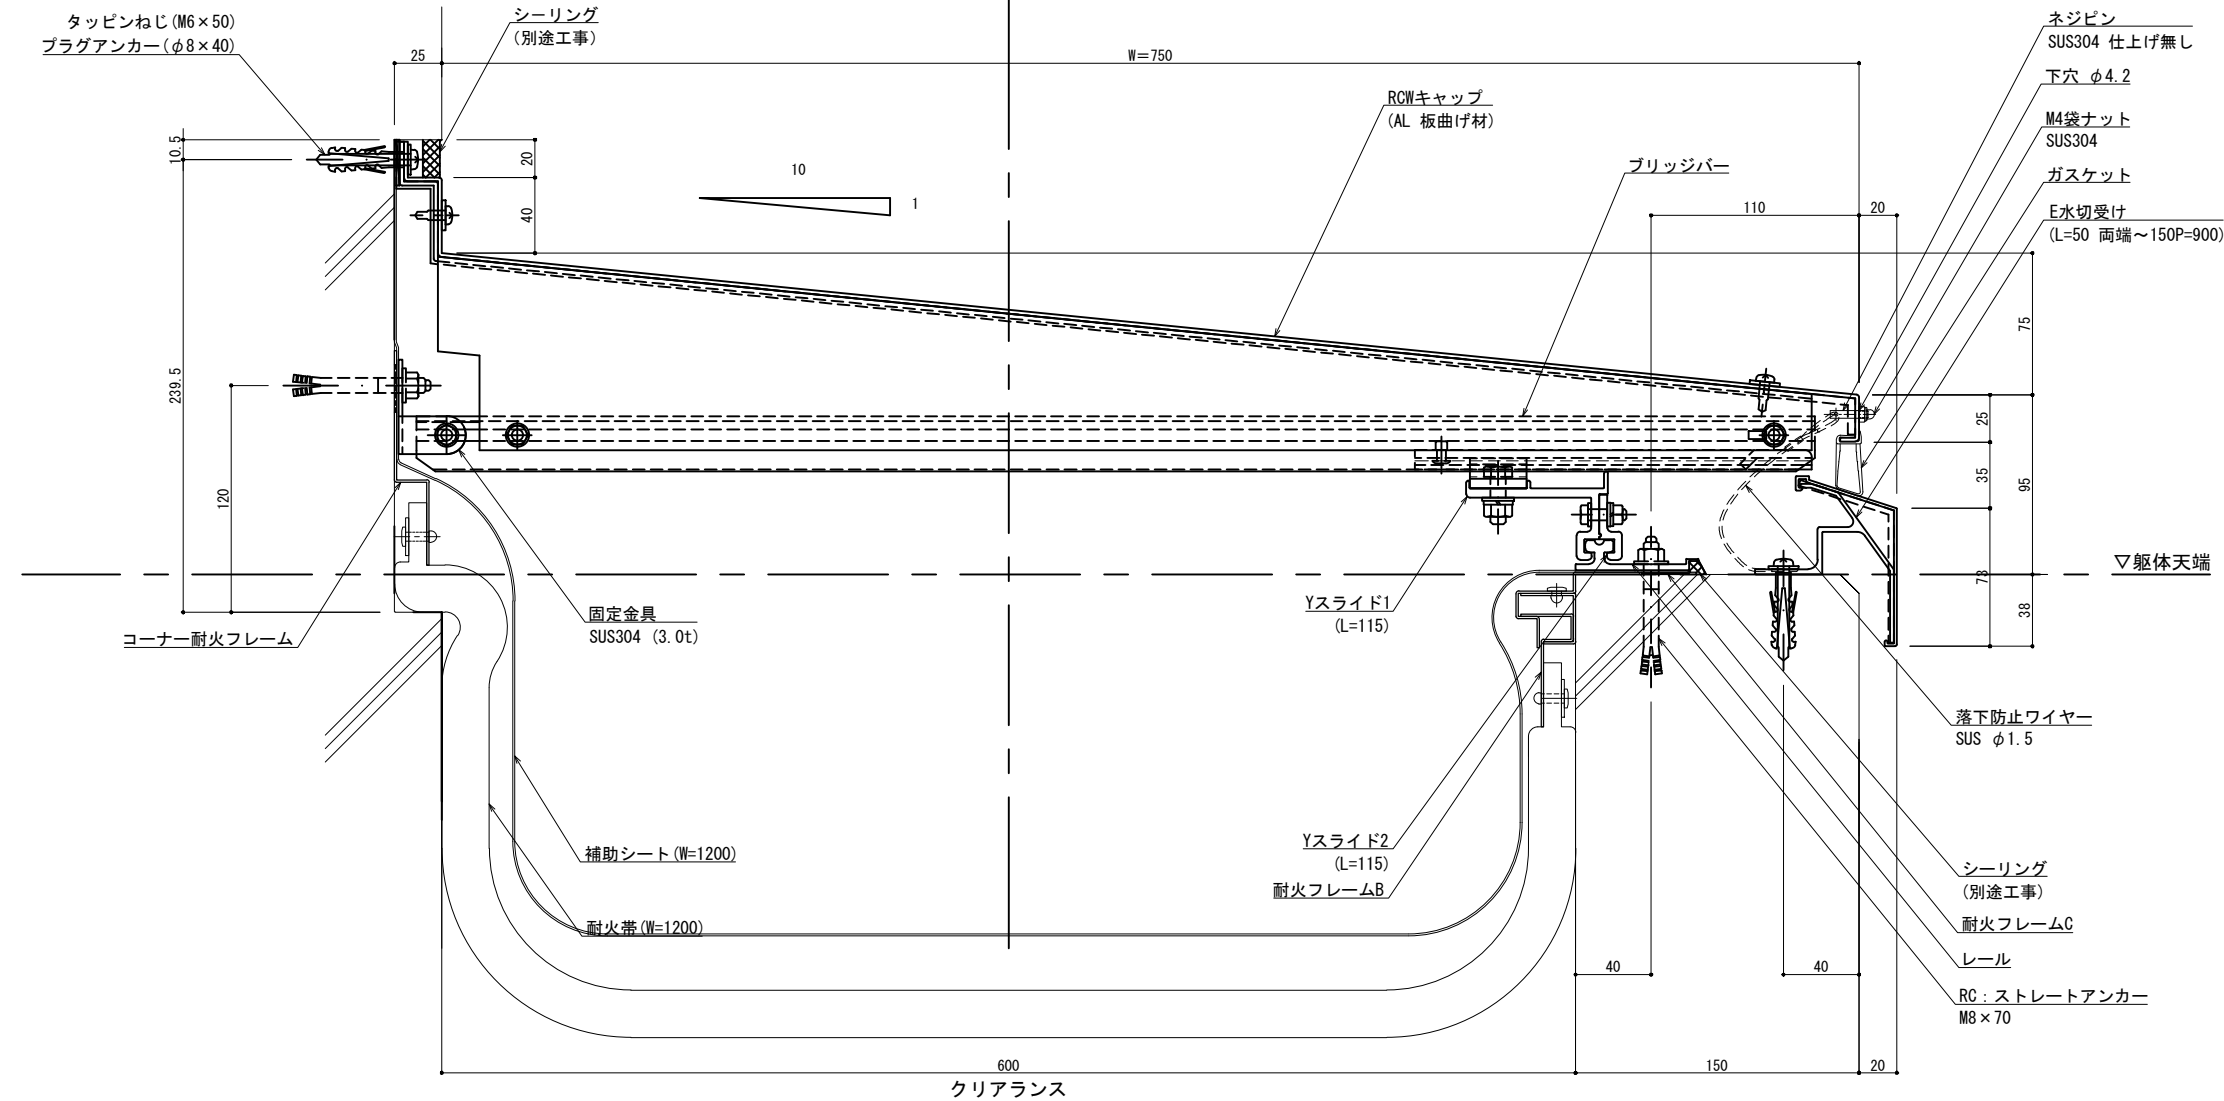 タッピンねじ(M6×50)
プラグアンカー(φ8×40)
シーリング
(別途工事)
25
W=750
ネジピン
SUS304 仕上げ無し
下穴 φ4.2
M4袋ナット
SUS304
ガスケット
E水切受け
(L=50 両端～150P=900)
RCWキャップ
(AL 板曲げ材)
ブリッジバー
10.5
20
40
10
1
110
20
75
239.5
120
25
35
95
73
38
▽躯体天端
コーナー耐火フレーム
固定金具
SUS304 (3.0t)
Yスライド1
(L=115)
落下防止ワイヤー
SUS φ1.5
補助シート(W=1200)
Yスライド2
(L=115)
耐火フレームB
シーリング
(別途工事)
耐火帯(W=1200)
耐火フレームC
レール
40
40
RC：ストレートアンカー
M8×70
600
150
20
クリアランス